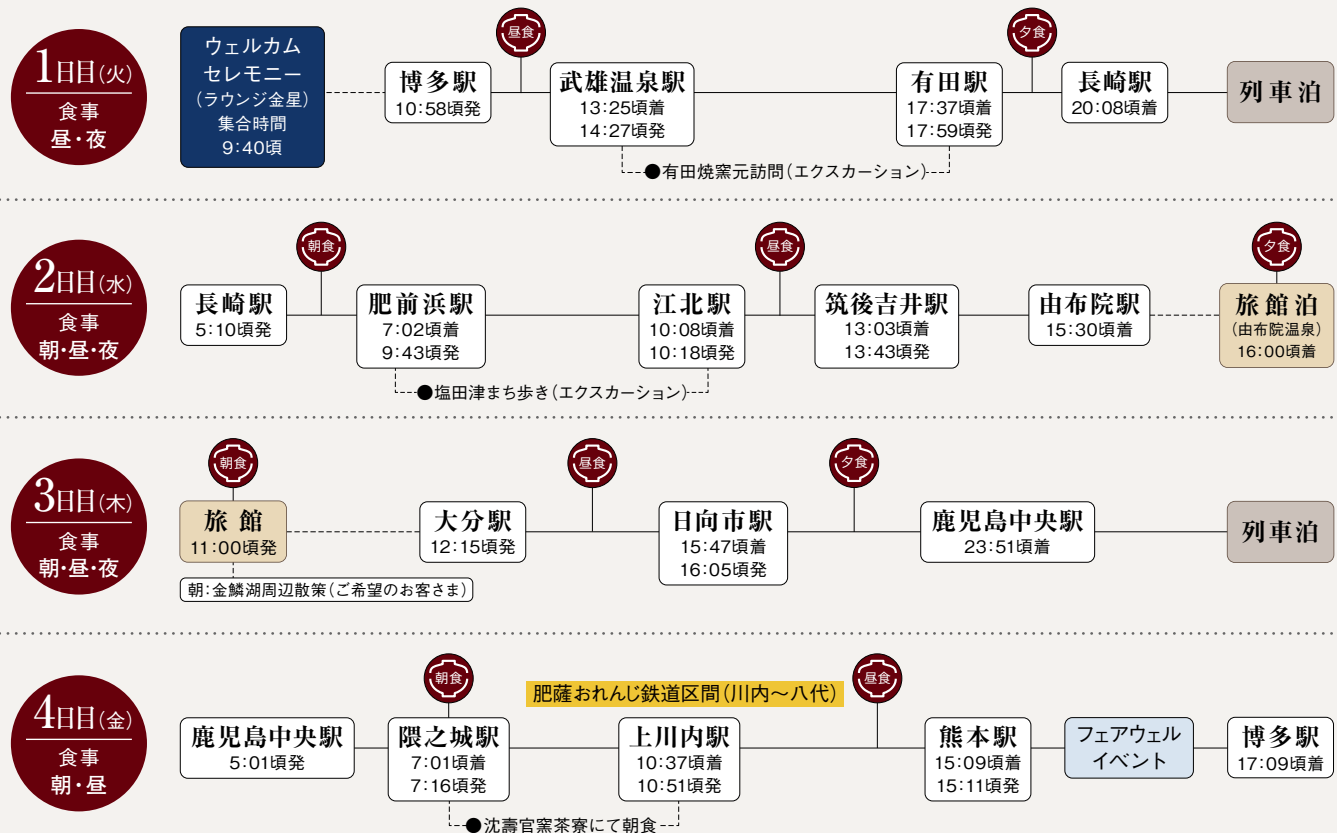 1日目(火)
食事
昼・夜
ウェルカム
セレモニー
(ラウンジ金星)
集合時間
9:40頃
博多駅
10:58頃発
昼食
武雄温泉駅
13:25頃着
14:27頃発
有田駅
17:37頃着
17:59頃発
夕食
長崎駅
20:08頃着
列車泊
●有田焼窯元訪問(エクスカーション)
2日目(水)
食事
朝・昼・夜
長崎駅
5:10頃発
朝食
肥前浜駅
7:02頃着
9:43頃発
江北駅
10:08頃着
10:18頃発
昼食
筑後吉井駅
13:03頃着
13:43頃発
由布院駅
15:30頃着
夕食
旅館泊
(由布院温泉)
16:00頃着
●塩田津まち歩き(エクスカーション)
3日目(木)
食事
朝・昼・夜
朝食
旅館
11:00頃発
朝:金鱗湖周辺散策(ご希望のお客さま)
大分駅
12:15頃発
昼食
日向市駅
15:47頃着
16:05頃発
夕食
鹿児島中央駅
23:51頃着
列車泊
4日目(金)
食事
朝・昼
鹿児島中央駅
5:01頃発
朝食
隈之城駅
7:01頃着
7:16頃発
肥薩おれんじ鉄道区間(川内〜八代)
上川内駅
10:37頃着
10:51頃発
昼食
熊本駅
15:09頃着
15:11頃発
フェアウェル
イベント
博多駅
17:09頃着
●沈壽官窯茶寮にて朝食